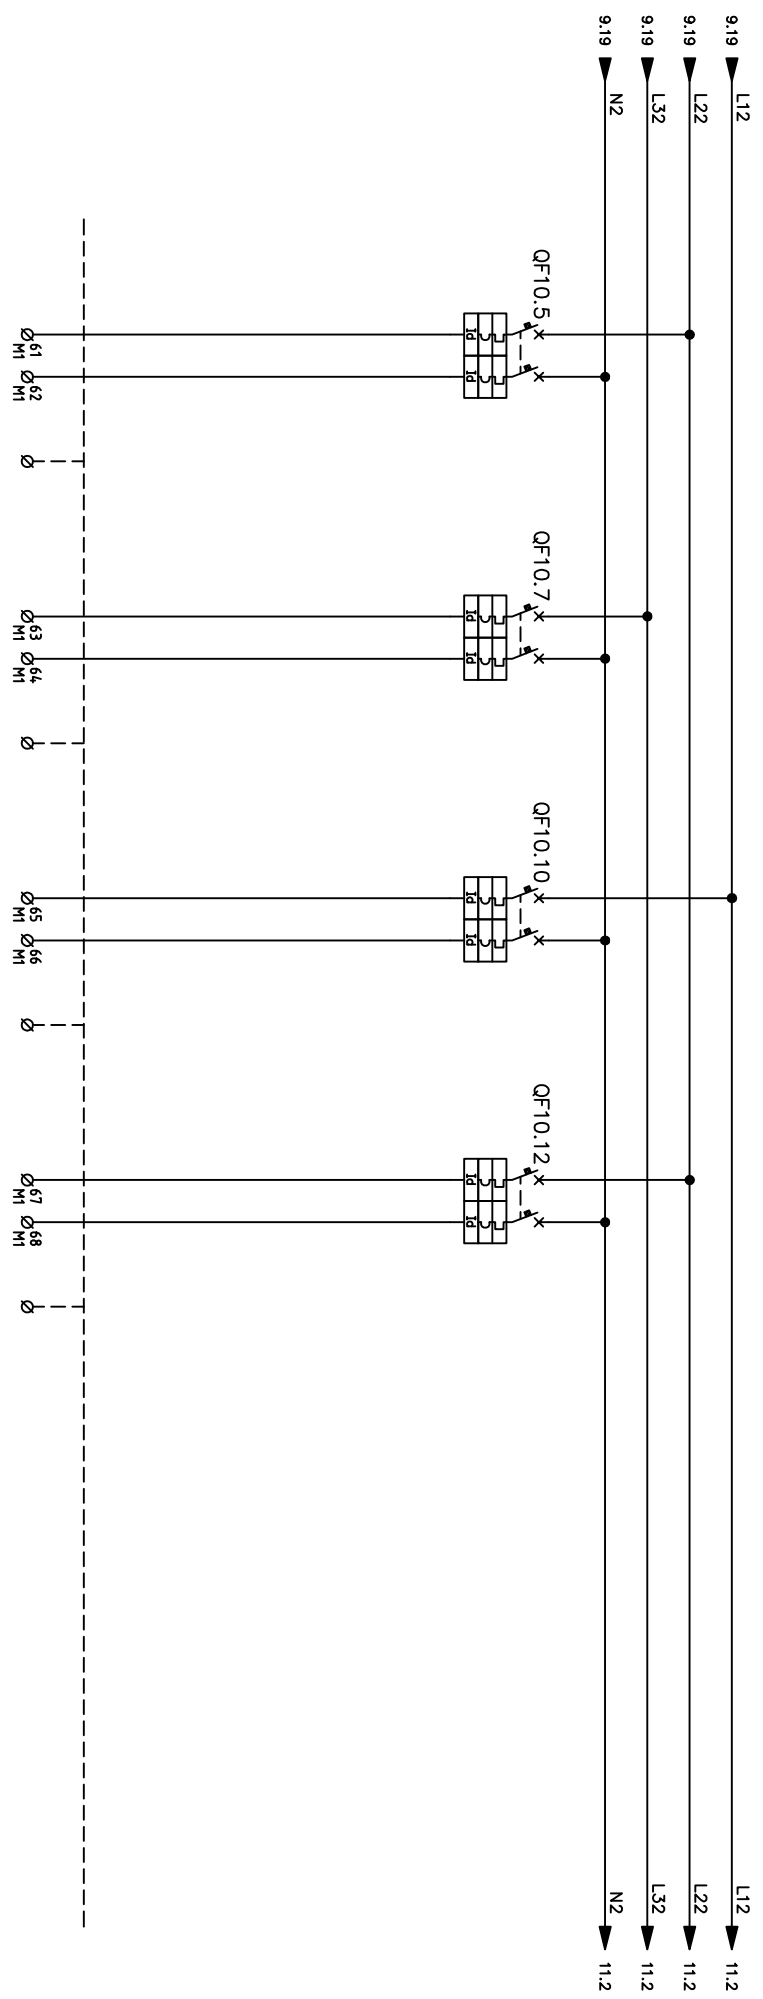 9.19
L12
L12
11.2
9.19
L22
L22
11.2
9.19
L32
L32
11.2
9.19
N2
N2
11.2
QF10.5
QF10.7
QF10.10
QF10.12
Id
Id
Id
Id
Id
Id
Id
Id
61
M1
62
M1
63
M1
64
M1
65
M1
66
M1
67
M1
68
M1